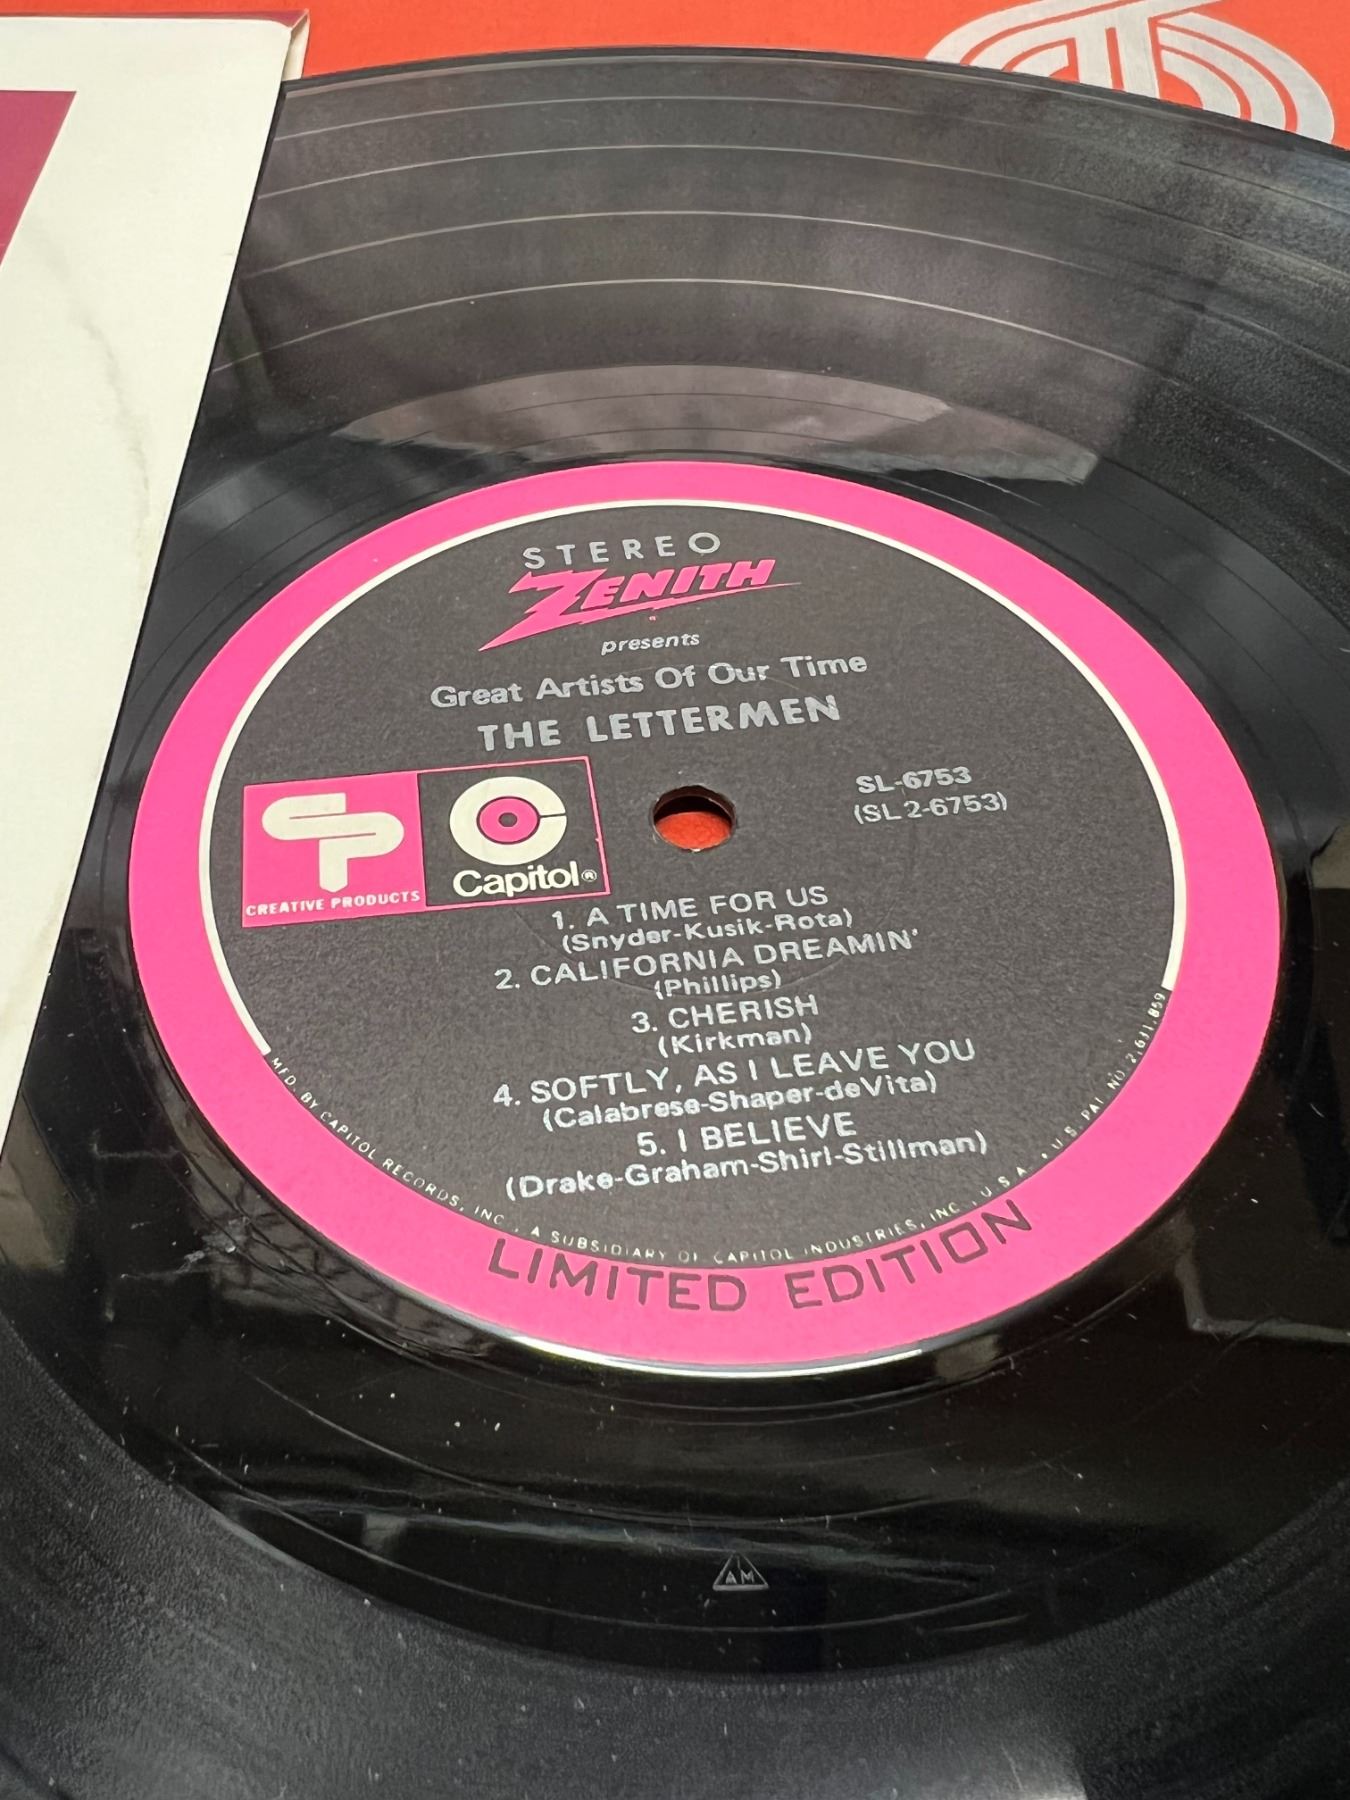 STEREO
ZENITH
presents
Great Artists Of Our Time
THE LETTERMEN
CP
CREATIVE PRODUCTS
Capitol®
SL-6753
(SL 2-6753)
1. A TIME FOR US
(Snyder-Kusik-Rota)
2. CALIFORNIA DREAMIN'
(Phillips)
3. CHERISH
(Kirkman)
4. SOFTLY, AS I LEAVE YOU
(Calabrese-Shaper-deVita)
5. I BELIEVE
(Drake-Graham-Shirl-Stillman)
MFD. BY CAPITOL RECORDS, INC., A SUBSIDIARY OF CAPITOL INDUSTRIES, INC., U.S.A. . U.S. PAT. NO. 2,631,859
LIMITED EDITION
AM